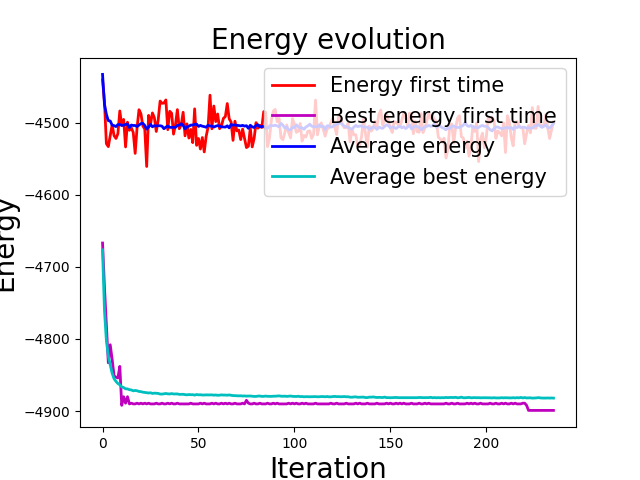 Energy evolution
Energy first time
Best energy first time
Average energy
Average best energy
−4500
−4600
−4700
−4800
−4900
Energy
0
50
100
150
200
Iteration